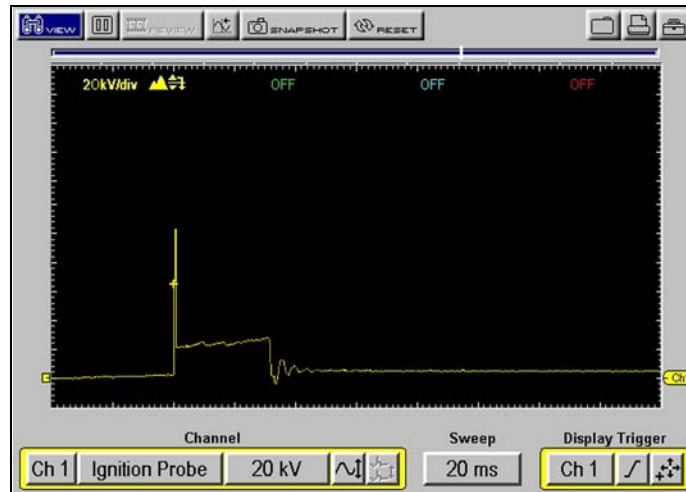 VIEW REVIEW SNAPSHOT RESET
20kV/div OFF OFF OFF
Ch
Channel Sweep Display Trigger
Ch 1 Ignition Probe 20 kV 20 ms Ch 1